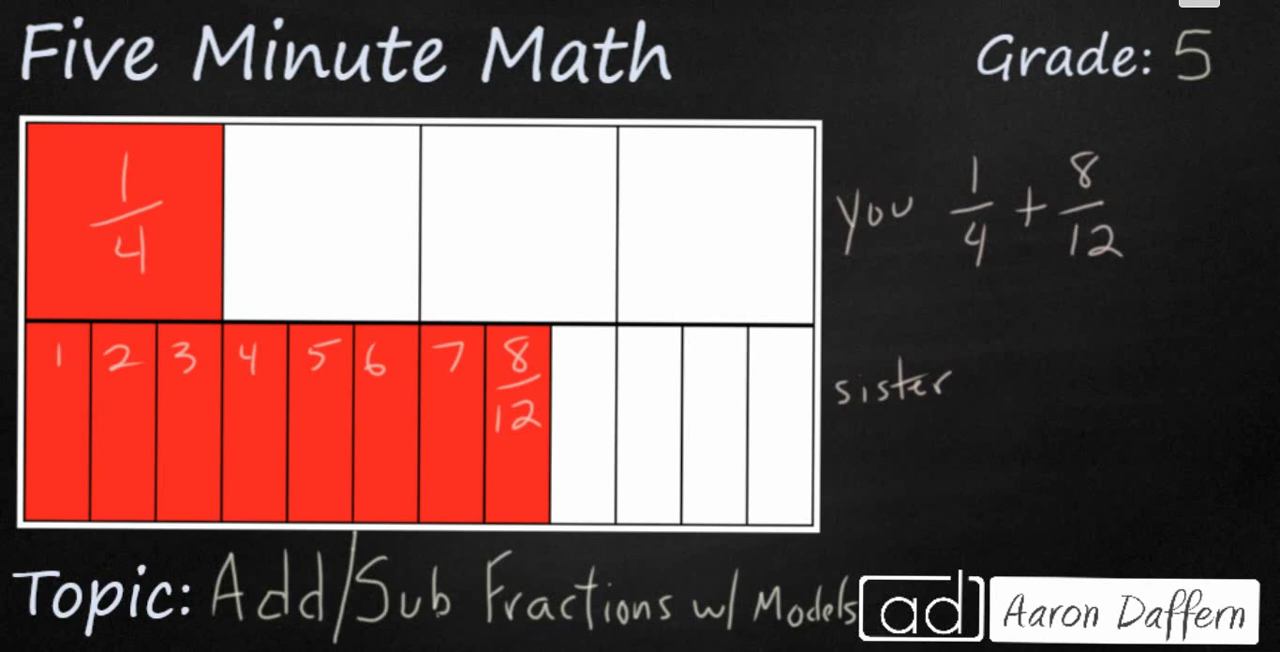 Five Minute Math
Grade: 5
1/4
you 1/4 + 8/12
1 2 3 4 5 6 7 8/12
sister
Topic: Add/Sub Fractions w/ Models
ad
Aaron Daffern